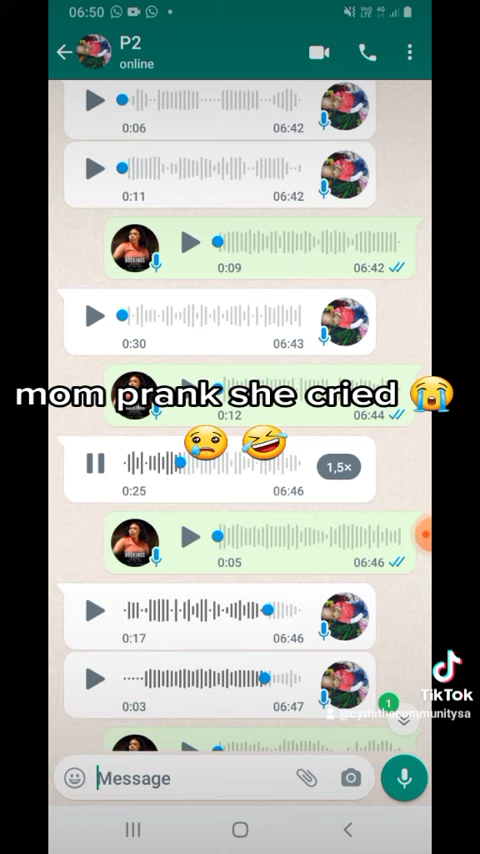 06:50
VoLTE 4G
P2
online
0:06 06:42
0:11 06:42
0:09 06:42
0:30 06:43
mom prank she cried 😭
😢 🤣
0:12 06:44
1,5×
0:25 06:46
0:05 06:46
0:17 06:46
0:03 06:47
1
TikTok
Message